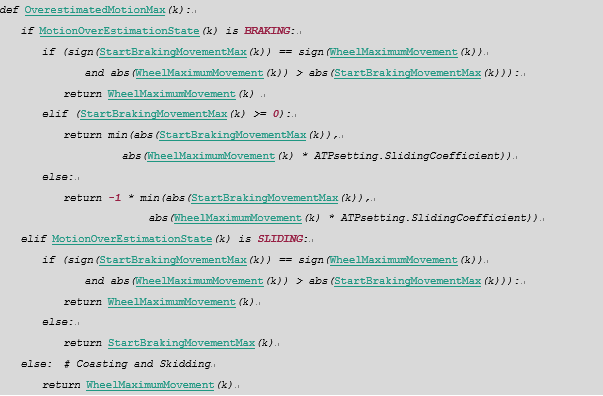 def OverestimatedMotionMax(k):
if MotionOverEstimationState(k) is BRAKING:
if (sign(StartBrakingMovementMax(k)) == sign(WheelMaximumMovement(k))
and abs(WheelMaximumMovement(k)) > abs(StartBrakingMovementMax(k))):
return WheelMaximumMovement(k)
elif (StartBrakingMovementMax(k) >= 0):
return min(abs(StartBrakingMovementMax(k)),
abs(WheelMaximumMovement(k) * ATPsetting.SlidingCoefficient))
else:
return -1 * min(abs(StartBrakingMovementMax(k)),
abs(WheelMaximumMovement(k) * ATPsetting.SlidingCoefficient))
elif MotionOverEstimationState(k) is SLIDING:
if (sign(StartBrakingMovementMax(k)) == sign(WheelMaximumMovement(k))
and abs(WheelMaximumMovement(k)) > abs(StartBrakingMovementMax(k))):
return WheelMaximumMovement(k)
else:
return StartBrakingMovementMax(k)
else: # Coasting and Skidding
return WheelMaximumMovement(k)